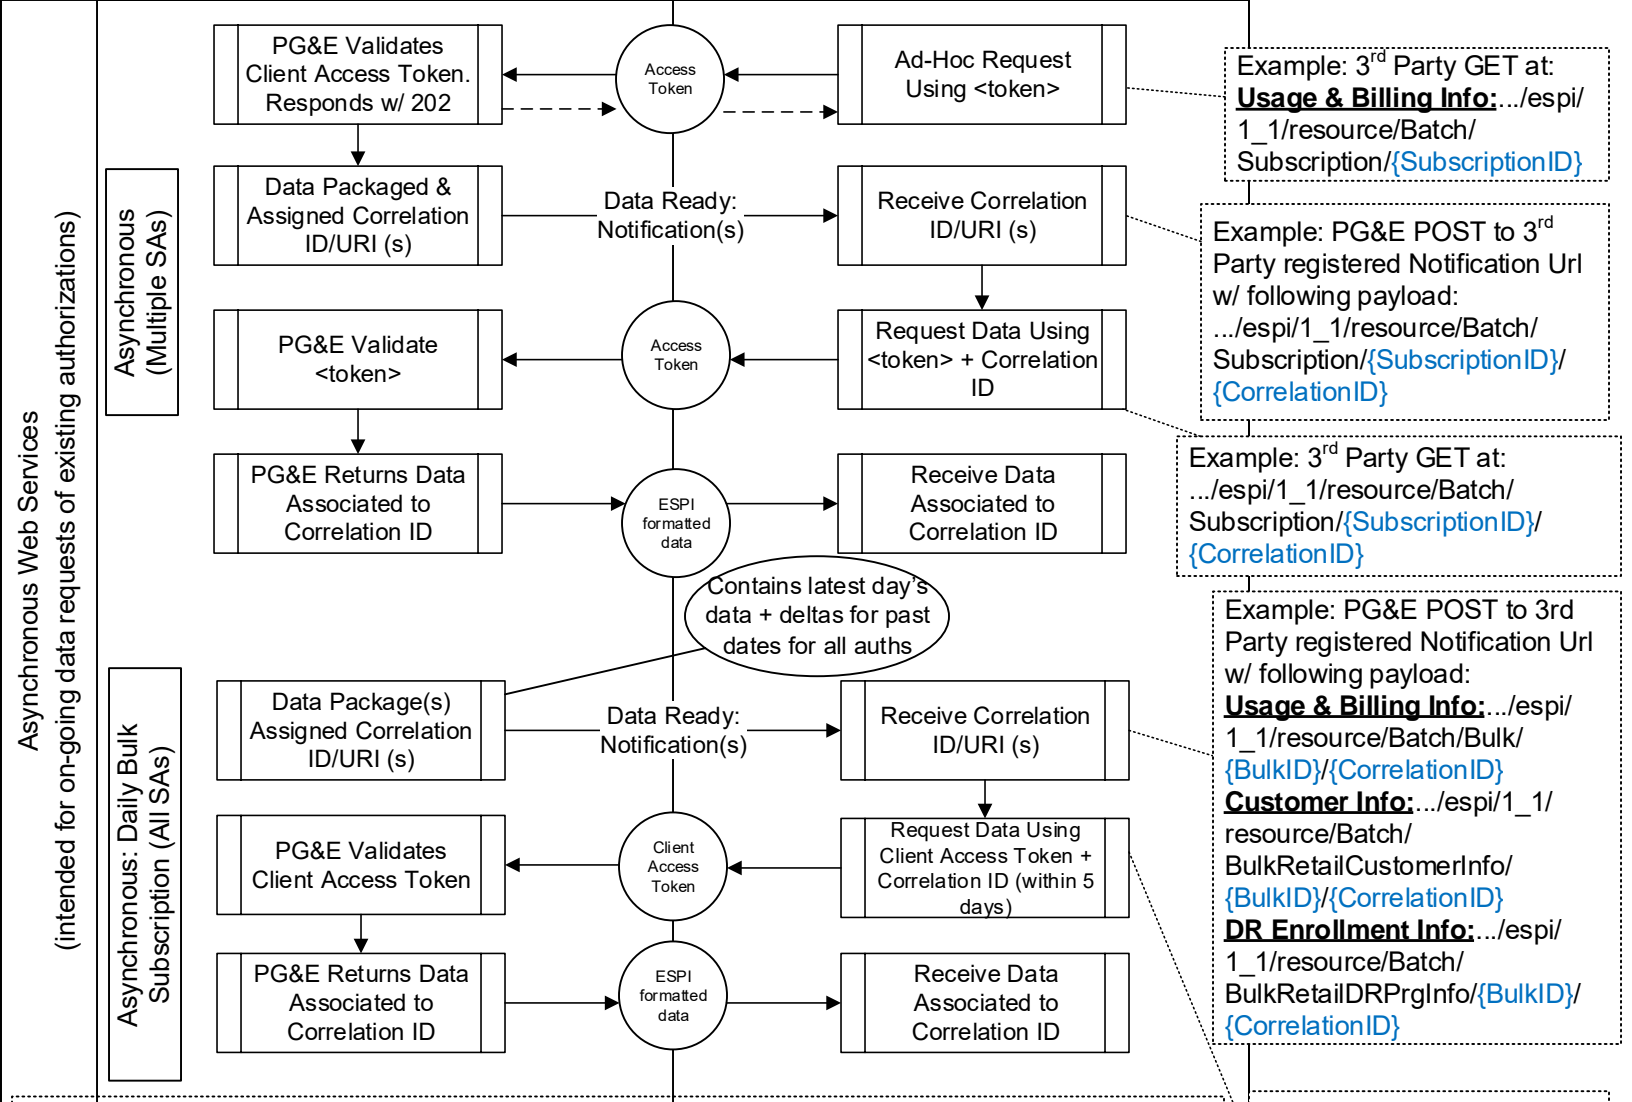 Asynchronous Web Services
(intended for on-going data requests of existing authorizations)
Asynchronous
(Multiple SAs)
PG&E Validates
Client Access Token.
Responds w/ 202
Access
Token
Ad-Hoc Request
Using <token>
Example: 3rd Party GET at:
Usage & Billing Info:.../espi/
1_1/resource/Batch/
Subscription/{SubscriptionID}
Data Packaged &
Assigned Correlation
ID/URI (s)
Data Ready:
Notification(s)
Receive Correlation
ID/URI (s)
Example: PG&E POST to 3rd
Party registered Notification Url
w/ following payload:
.../espi/1_1/resource/Batch/
Subscription/{SubscriptionID}/
{CorrelationID}
PG&E Validate
<token>
Access
Token
Request Data Using
<token> + Correlation
ID
Example: 3rd Party GET at:
.../espi/1_1/resource/Batch/
Subscription/{SubscriptionID}/
{CorrelationID}
PG&E Returns Data
Associated to
Correlation ID
ESPI
formatted
data
Receive Data
Associated to
Correlation ID
Contains latest day's
data + deltas for past
dates for all auths
Asynchronous: Daily Bulk
Subscription (All SAs)
Data Package(s)
Assigned Correlation
ID/URI (s)
Data Ready:
Notification(s)
Receive Correlation
ID/URI (s)
Example: PG&E POST to 3rd
Party registered Notification Url
w/ following payload:
Usage & Billing Info:.../espi/
1_1/resource/Batch/Bulk/
{BulkID}/{CorrelationID}
Customer Info:.../espi/1_1/
resource/Batch/
BulkRetailCustomerInfo/
{BulkID}/{CorrelationID}
DR Enrollment Info:.../espi/
1_1/resource/Batch/
BulkRetailDRPrgInfo/{BulkID}/
{CorrelationID}
PG&E Validates
Client Access Token
Client
Access
Token
Request Data Using
Client Access Token +
Correlation ID (within 5
days)
PG&E Returns Data
Associated to
Correlation ID
ESPI
formatted
data
Receive Data
Associated to
Correlation ID